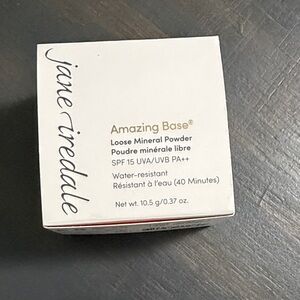 jane iredale
Amazing Base®
Loose Mineral Powder
Poudre minérale libre
SPF 15 UVA/UVB PA++
Water-resistant
Résistant à l'eau (40 Minutes)
Net wt. 10.5 g/0.37 oz.